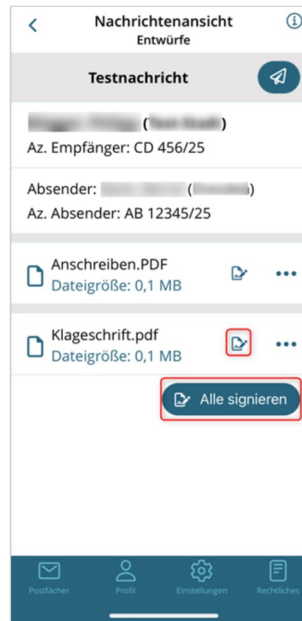 Nachrichtenansicht
Entwürfe
Testnachricht
Az. Empfänger: CD 456/25
Absender:
Az. Absender: AB 12345/25
Anschreiben.PDF
Dateigröße: 0,1 MB
Klageschrift.pdf
Dateigröße: 0,1 MB
Alle signieren
Postfächer Profil Einstellungen Rechtliches